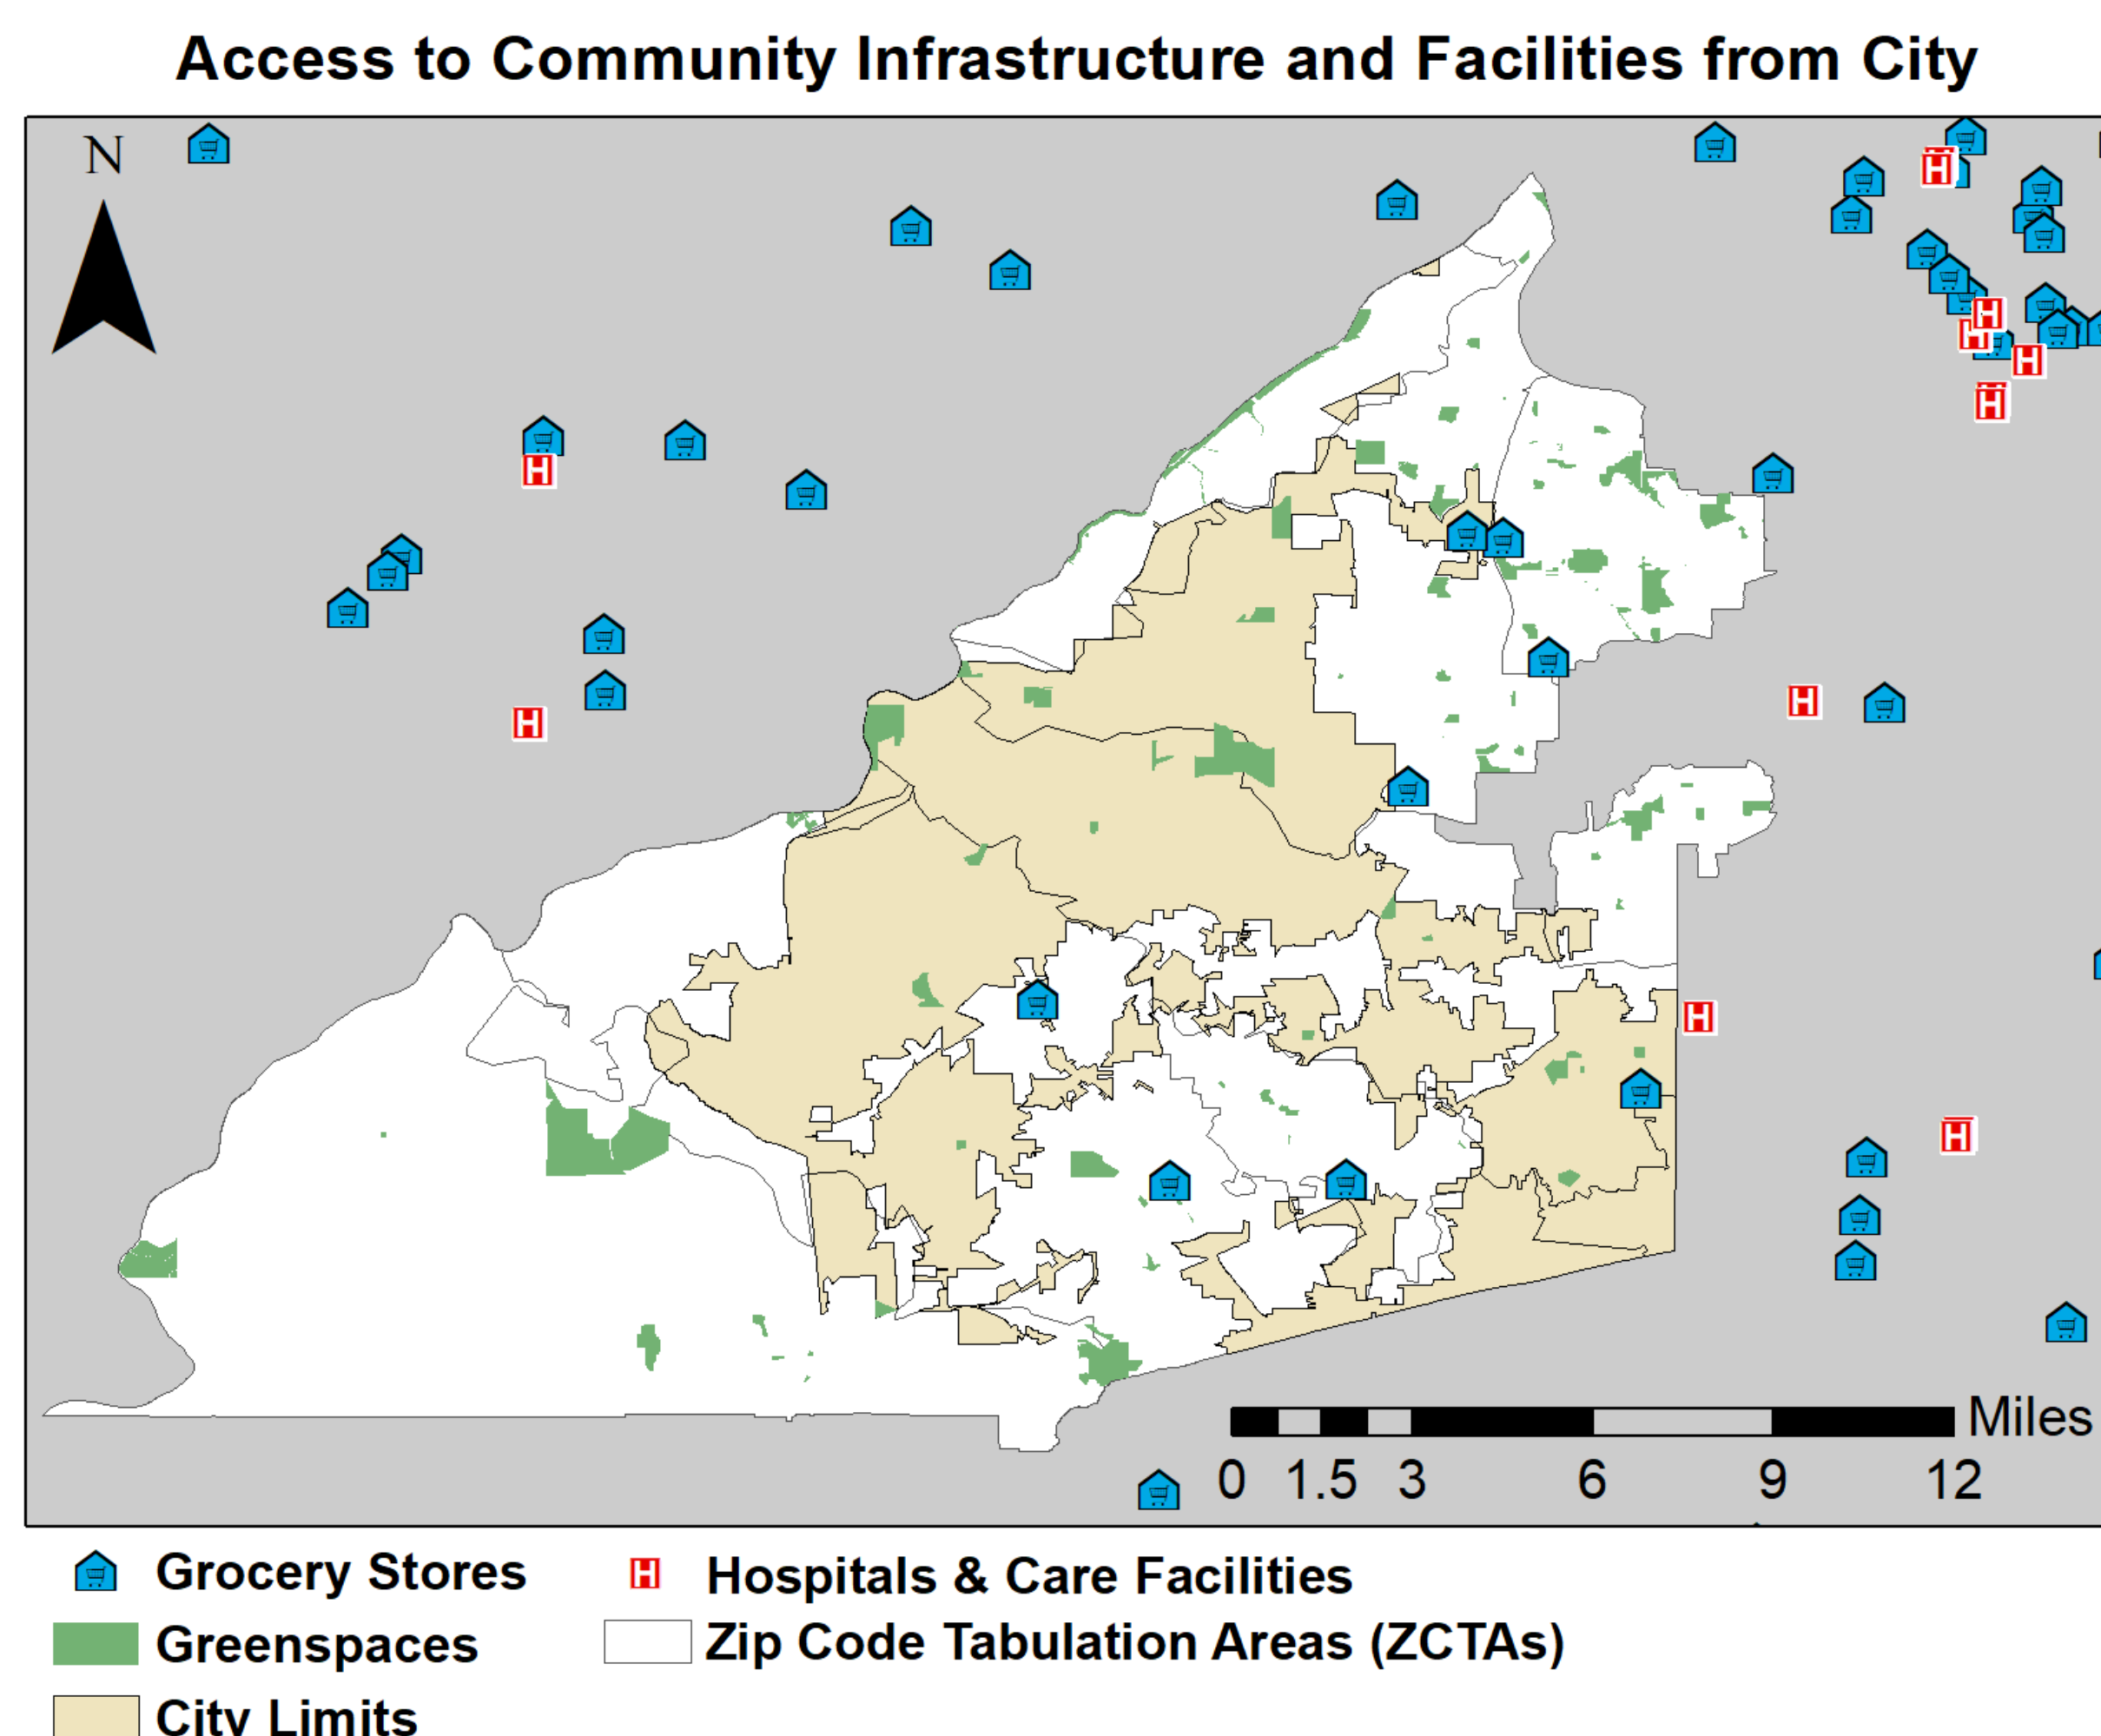 Access to Community Infrastructure and Facilities from City
N
Miles
0 1.5 3 6 9 12
Grocery Stores
Hospitals & Care Facilities
Greenspaces
Zip Code Tabulation Areas (ZCTAs)
City Limits